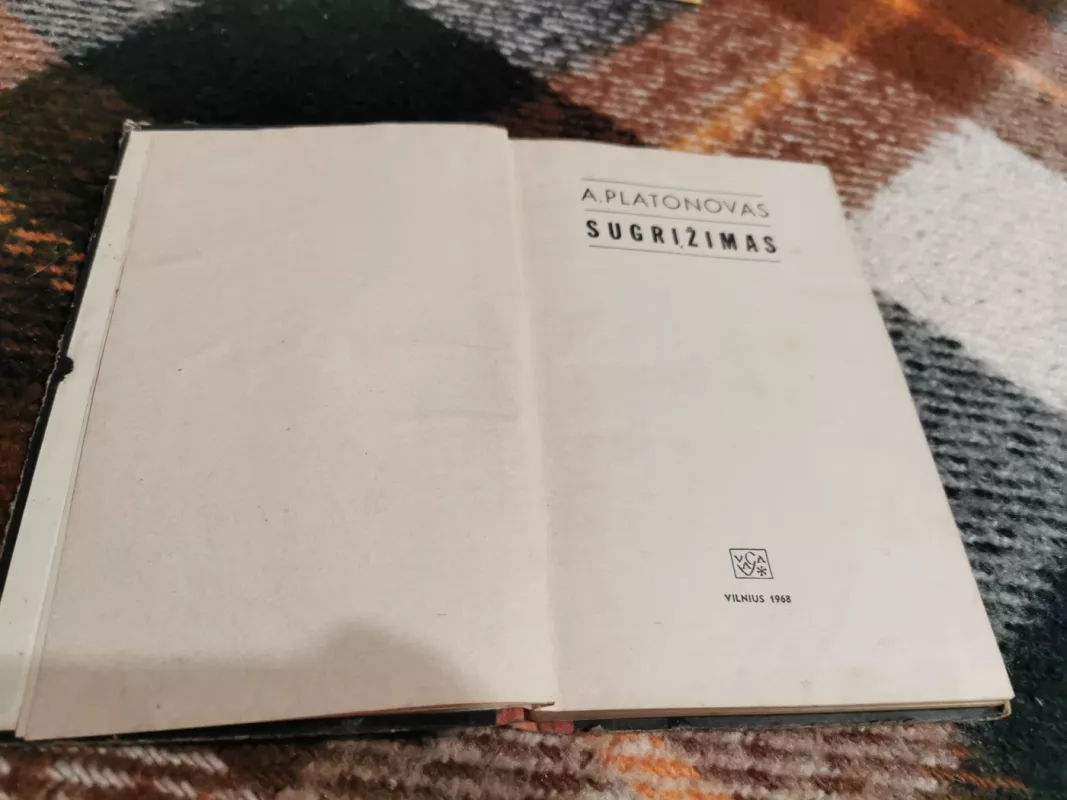 A. PLATONOVAS
SUGRĮŽIMAS
VILNIUS 1968